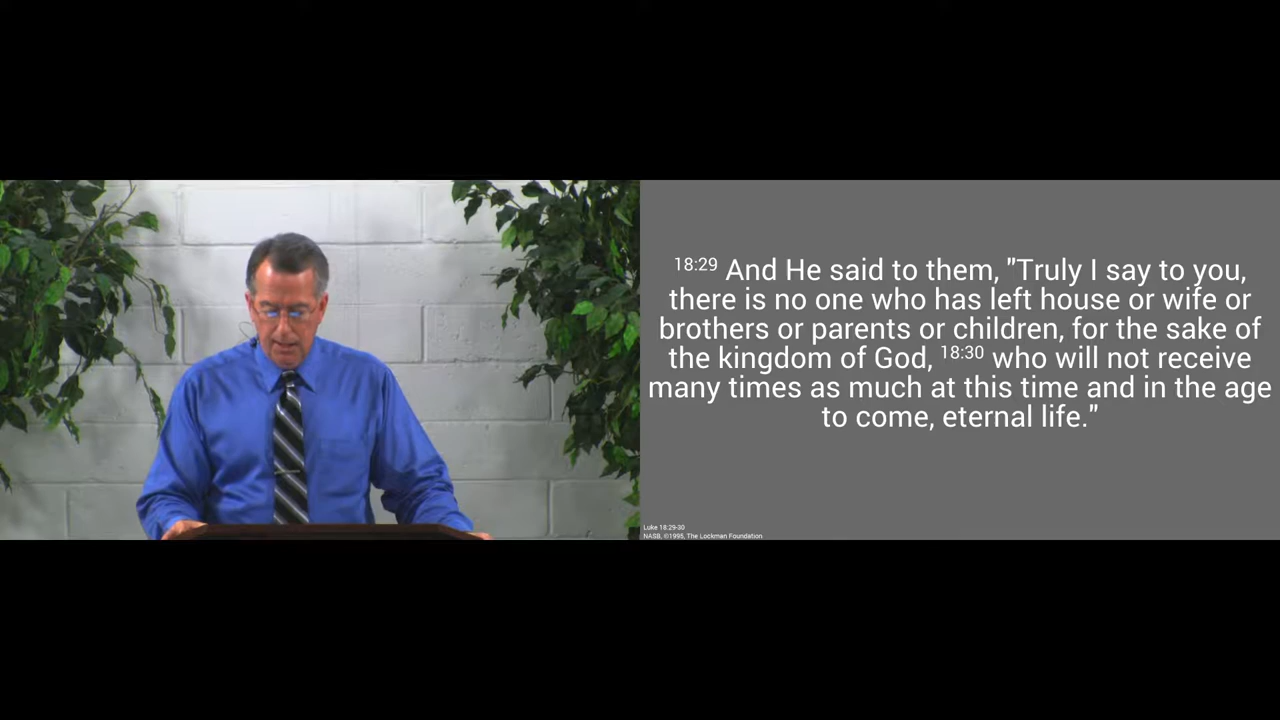 18:29 And He said to them, "Truly I say to you,
there is no one who has left house or wife or
brothers or parents or children, for the sake of
the kingdom of God, 18:30 who will not receive
many times as much at this time and in the age
to come, eternal life."
Luke 18:29-30
NASB, ©1995, The Lockman Foundation